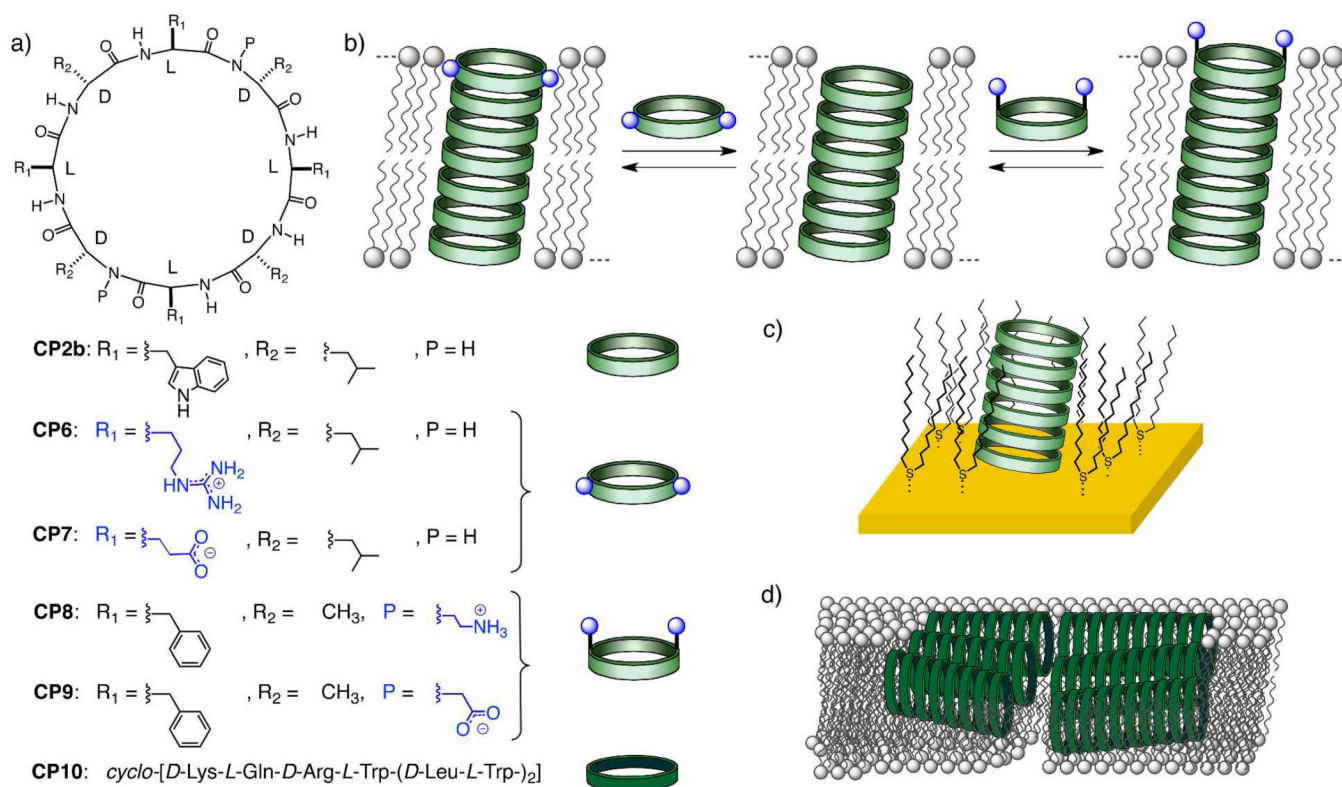 a)
R1
H O O P
N N
R2 L R2
D D
O O
H N N H
O
R1 L L R1
N O
H
O N H
D D
R2 R2
N L H
P O N N O
R1 H O
b)
c)
S S S S S S
d)
CP2b: R1 = , R2 = , P = H
N
H
CP6: R1 = , R2 = , P = H
HN NH2
⊕
NH2
CP7: R1 = , R2 = , P = H
O
⊖
O
CP8: R1 = , R2 = CH3, P =
⊕
NH3
CP9: R1 = , R2 = CH3, P =
O
O
⊖
CP10: cyclo-[D-Lys-L-Gln-D-Arg-L-Trp-(D-Leu-L-Trp-)2]